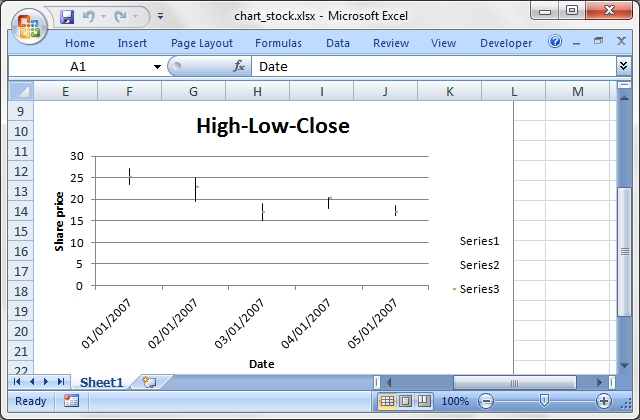 chart_stock.xlsx - Microsoft Excel
Home Insert Page Layout Formulas Data Review View Developer
A1 fx Date
E F G H I J K L M
9
10
11
12
13
14
15
16
17
18
19
20
21
22
High-Low-Close
30
25
20
15
10
5
0
Share price
Series1
Series2
Series3
01/01/2007 02/01/2007 03/01/2007 04/01/2007 05/01/2007
Date
Sheet1
Ready 100%